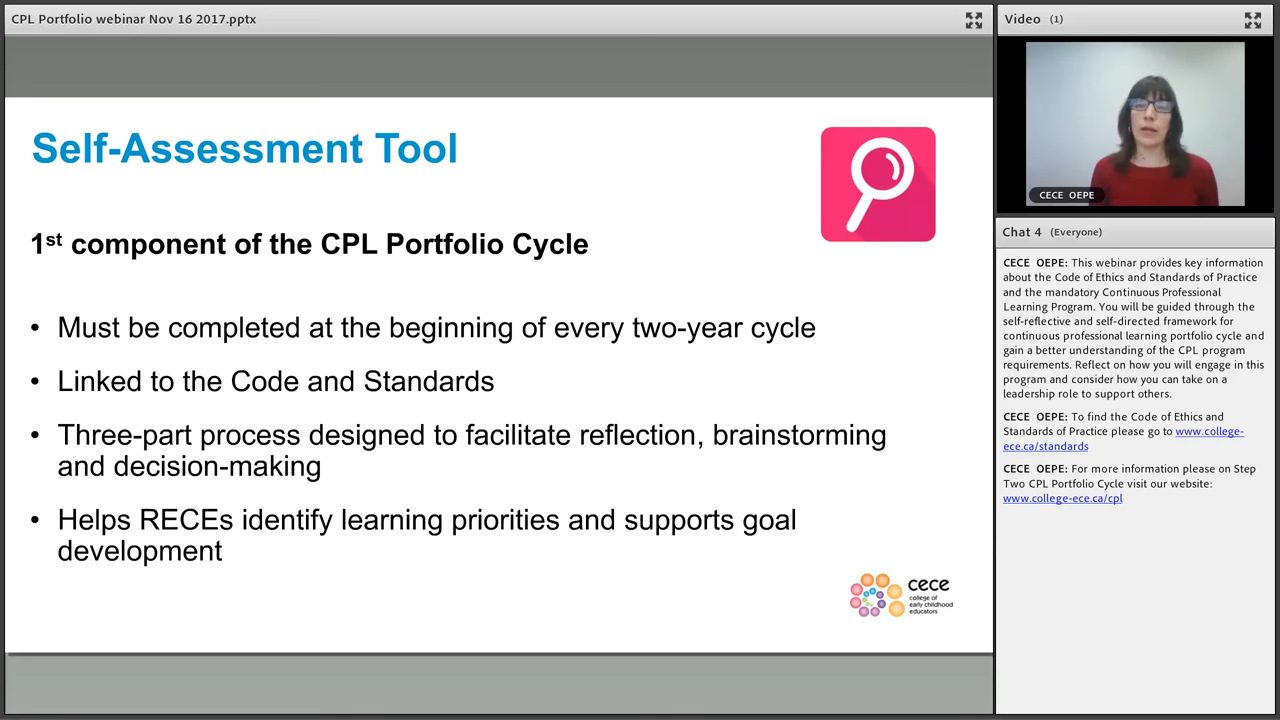 CPL Portfolio webinar Nov 16 2017.pptx
Self-Assessment Tool
1st component of the CPL Portfolio Cycle
• Must be completed at the beginning of every two-year cycle
• Linked to the Code and Standards
• Three-part process designed to facilitate reflection, brainstorming
and decision-making
• Helps RECEs identify learning priorities and supports goal
development
cece
college of
early childhood
educators
Video (1)
CECE OEPE
Chat 4 (Everyone)
CECE OEPE: This webinar provides key information
about the Code of Ethics and Standards of Practice
and the mandatory Continuous Professional
Learning Program. You will be guided through the
self-reflective and self-directed framework for
continuous professional learning portfolio cycle and
gain a better understanding of the CPL program
requirements. Reflect on how you will engage in this
program and consider how you can take on a
leadership role to support others.
CECE OEPE: To find the Code of Ethics and
Standards of Practice please go to www.college-
ece.ca/standards
CECE OEPE: For more information please on Step
Two CPL Portfolio Cycle visit our website:
www.college-ece.ca/cpl